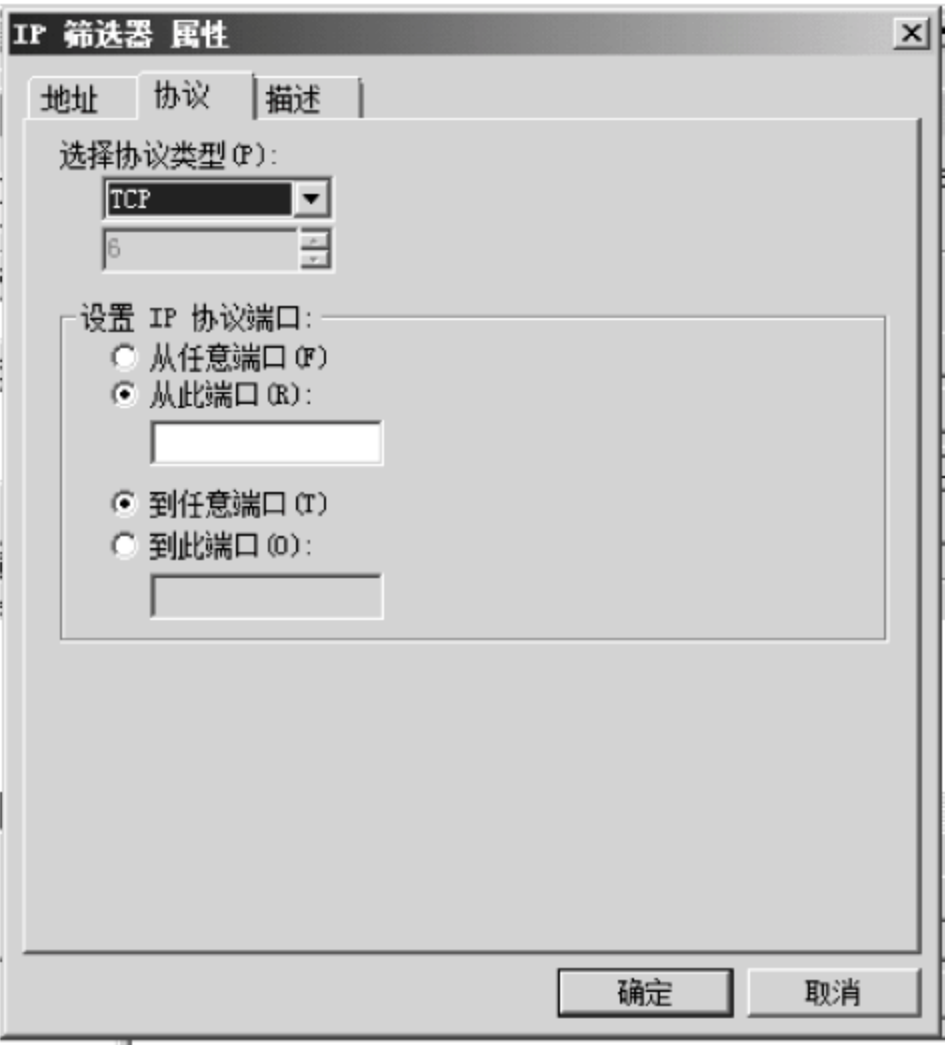 IP 筛选器 属性
地址 协议 描述
选择协议类型(P):
TCP
6
设置 IP 协议端口:
从任意端口(F)
从此端口(R):
到任意端口(T)
到此端口(O):
确定 取消